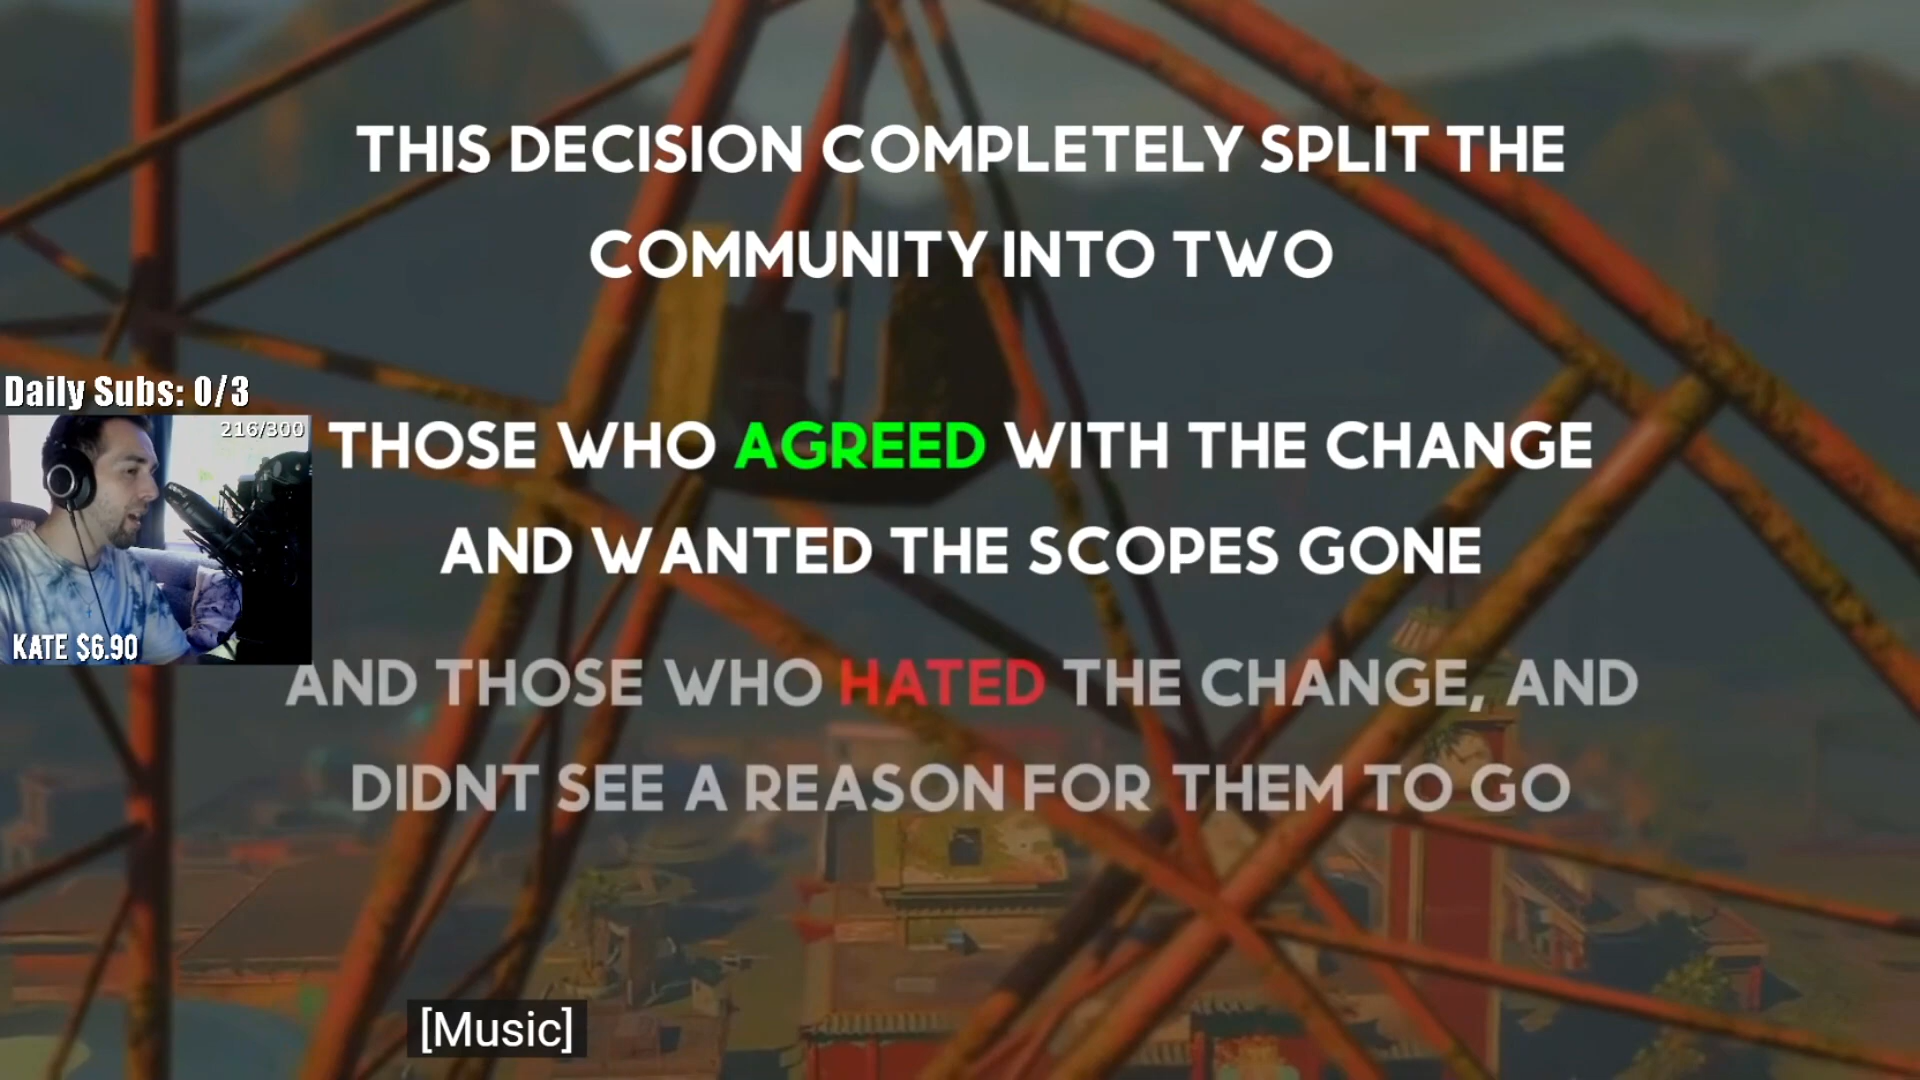 THIS DECISION COMPLETELY SPLIT THE
COMMUNITY INTO TWO
Daily Subs: 0/3
216/300
THOSE WHO AGREED WITH THE CHANGE
AND WANTED THE SCOPES GONE
KATE $6.90
AND THOSE WHO HATED THE CHANGE, AND
DIDNT SEE A REASON FOR THEM TO GO
[Music]